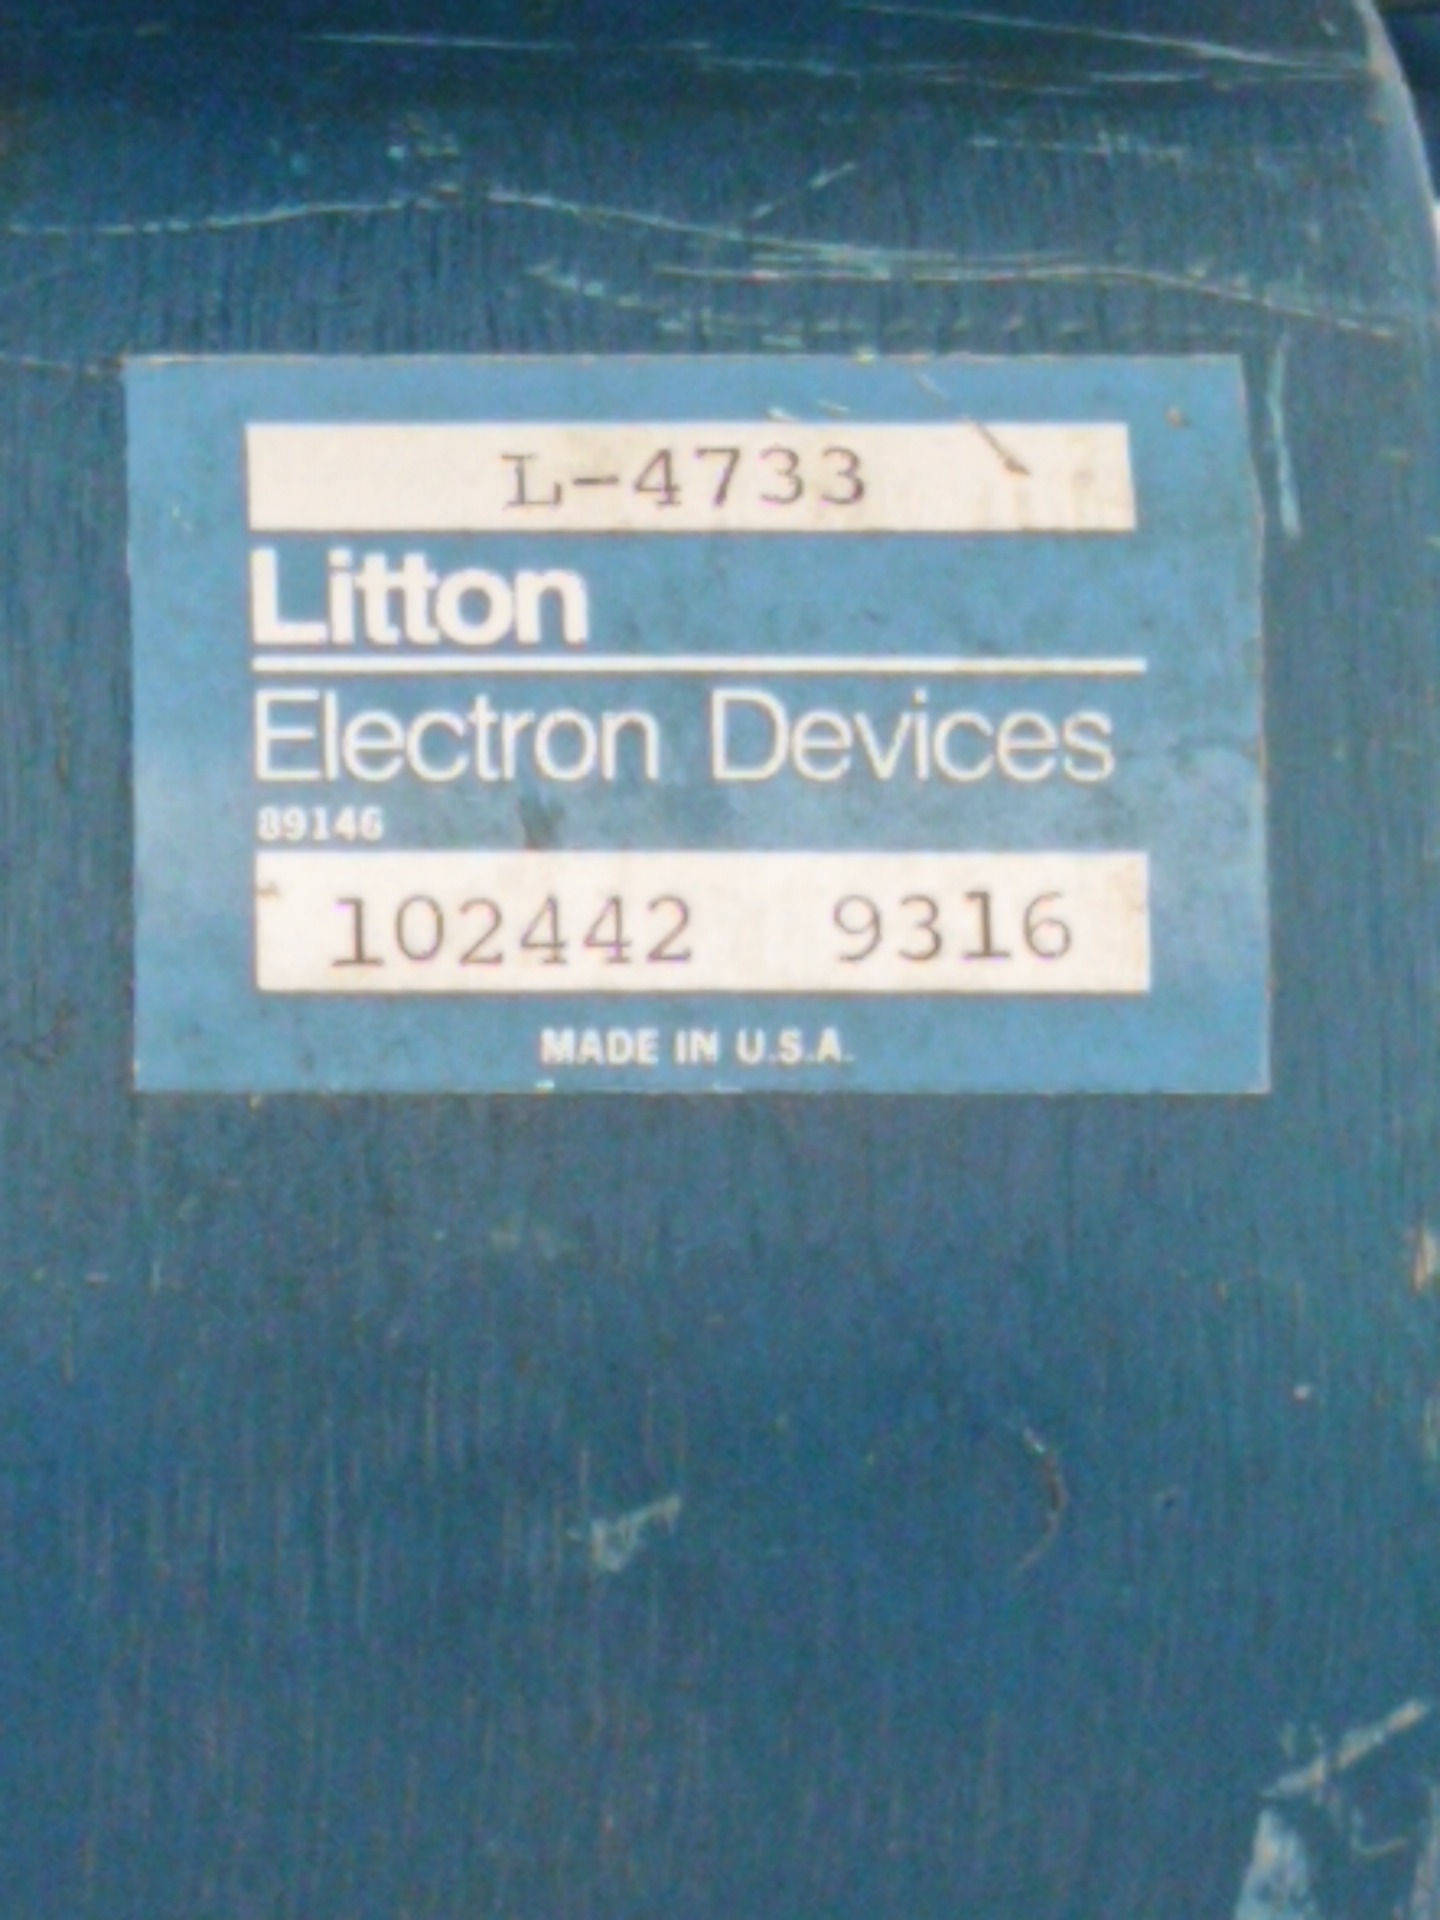 L-4733
Litton
Electron Devices
89146
102442 9316
MADE IN U.S.A.